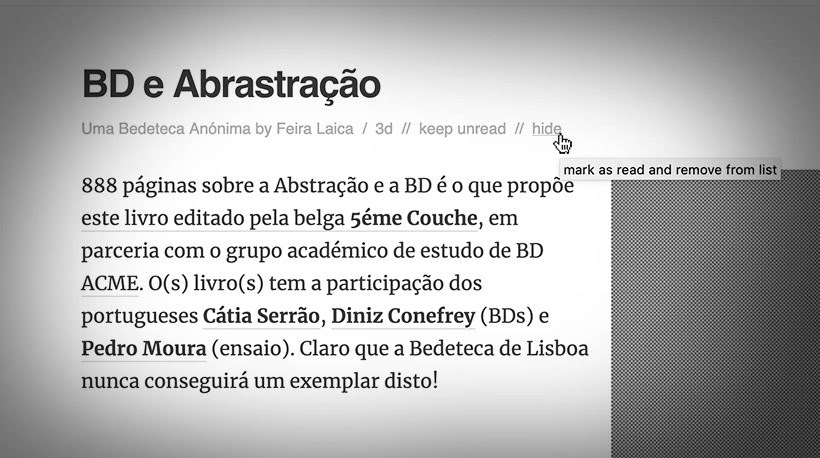 BD e Abrastração
Uma Bedeteca Anónima by Feira Laica / 3d // keep unread // hide
mark as read and remove from list
888 páginas sobre a Abstração e a BD é o que propõe
este livro editado pela belga 5éme Couche, em
parceria com o grupo académico de estudo de BD
ACME. O(s) livro(s) tem a participação dos
portugueses Cátia Serrão, Diniz Conefrey (BDs) e
Pedro Moura (ensaio). Claro que a Bedeteca de Lisboa
nunca conseguirá um exemplar disto!